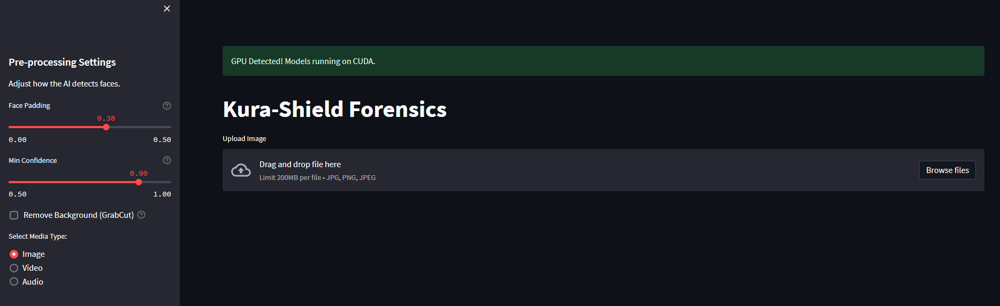 Pre-processing Settings
Adjust how the AI detects faces.
Face Padding
0.30
0.00 0.50
Min Confidence
0.90
0.50 1.00
Remove Background (GrabCut)
Select Media Type:
Image
Video
Audio
GPU Detected! Models running on CUDA.
Kura-Shield Forensics
Upload Image
Drag and drop file here
Limit 200MB per file • JPG, PNG, JPEG
Browse files